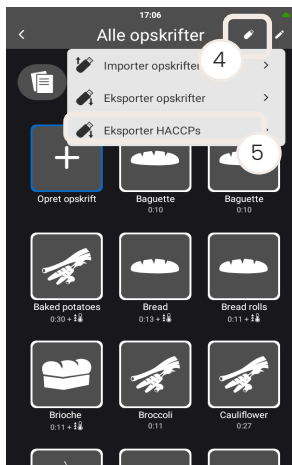 17:06
Alle opskrifter
4
Importer opskrifter
Eksporter opskrifter
Eksporter HACCPs
5
Opret opskrift
Baguette
0:10
Baguette
0:10
Baked potatoes
0:30 +
Bread
0:13 +
Bread rolls
0:11 +
Brioche
0:11 +
Broccoli
0:11
Cauliflower
0:27